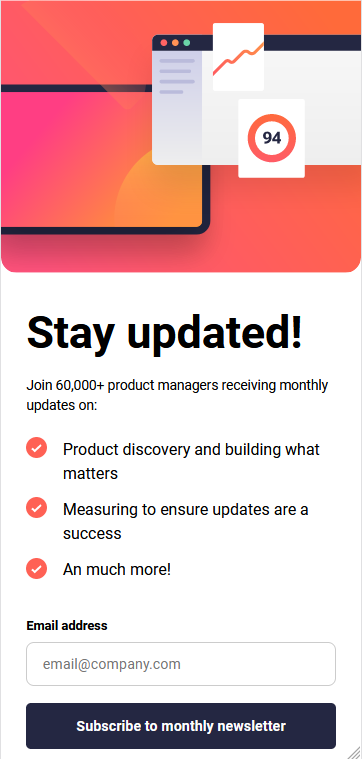 94
Stay updated!
Join 60,000+ product managers receiving monthly
updates on:
Product discovery and building what
matters
Measuring to ensure updates are a
success
An much more!
Email address
email@company.com
Subscribe to monthly newsletter